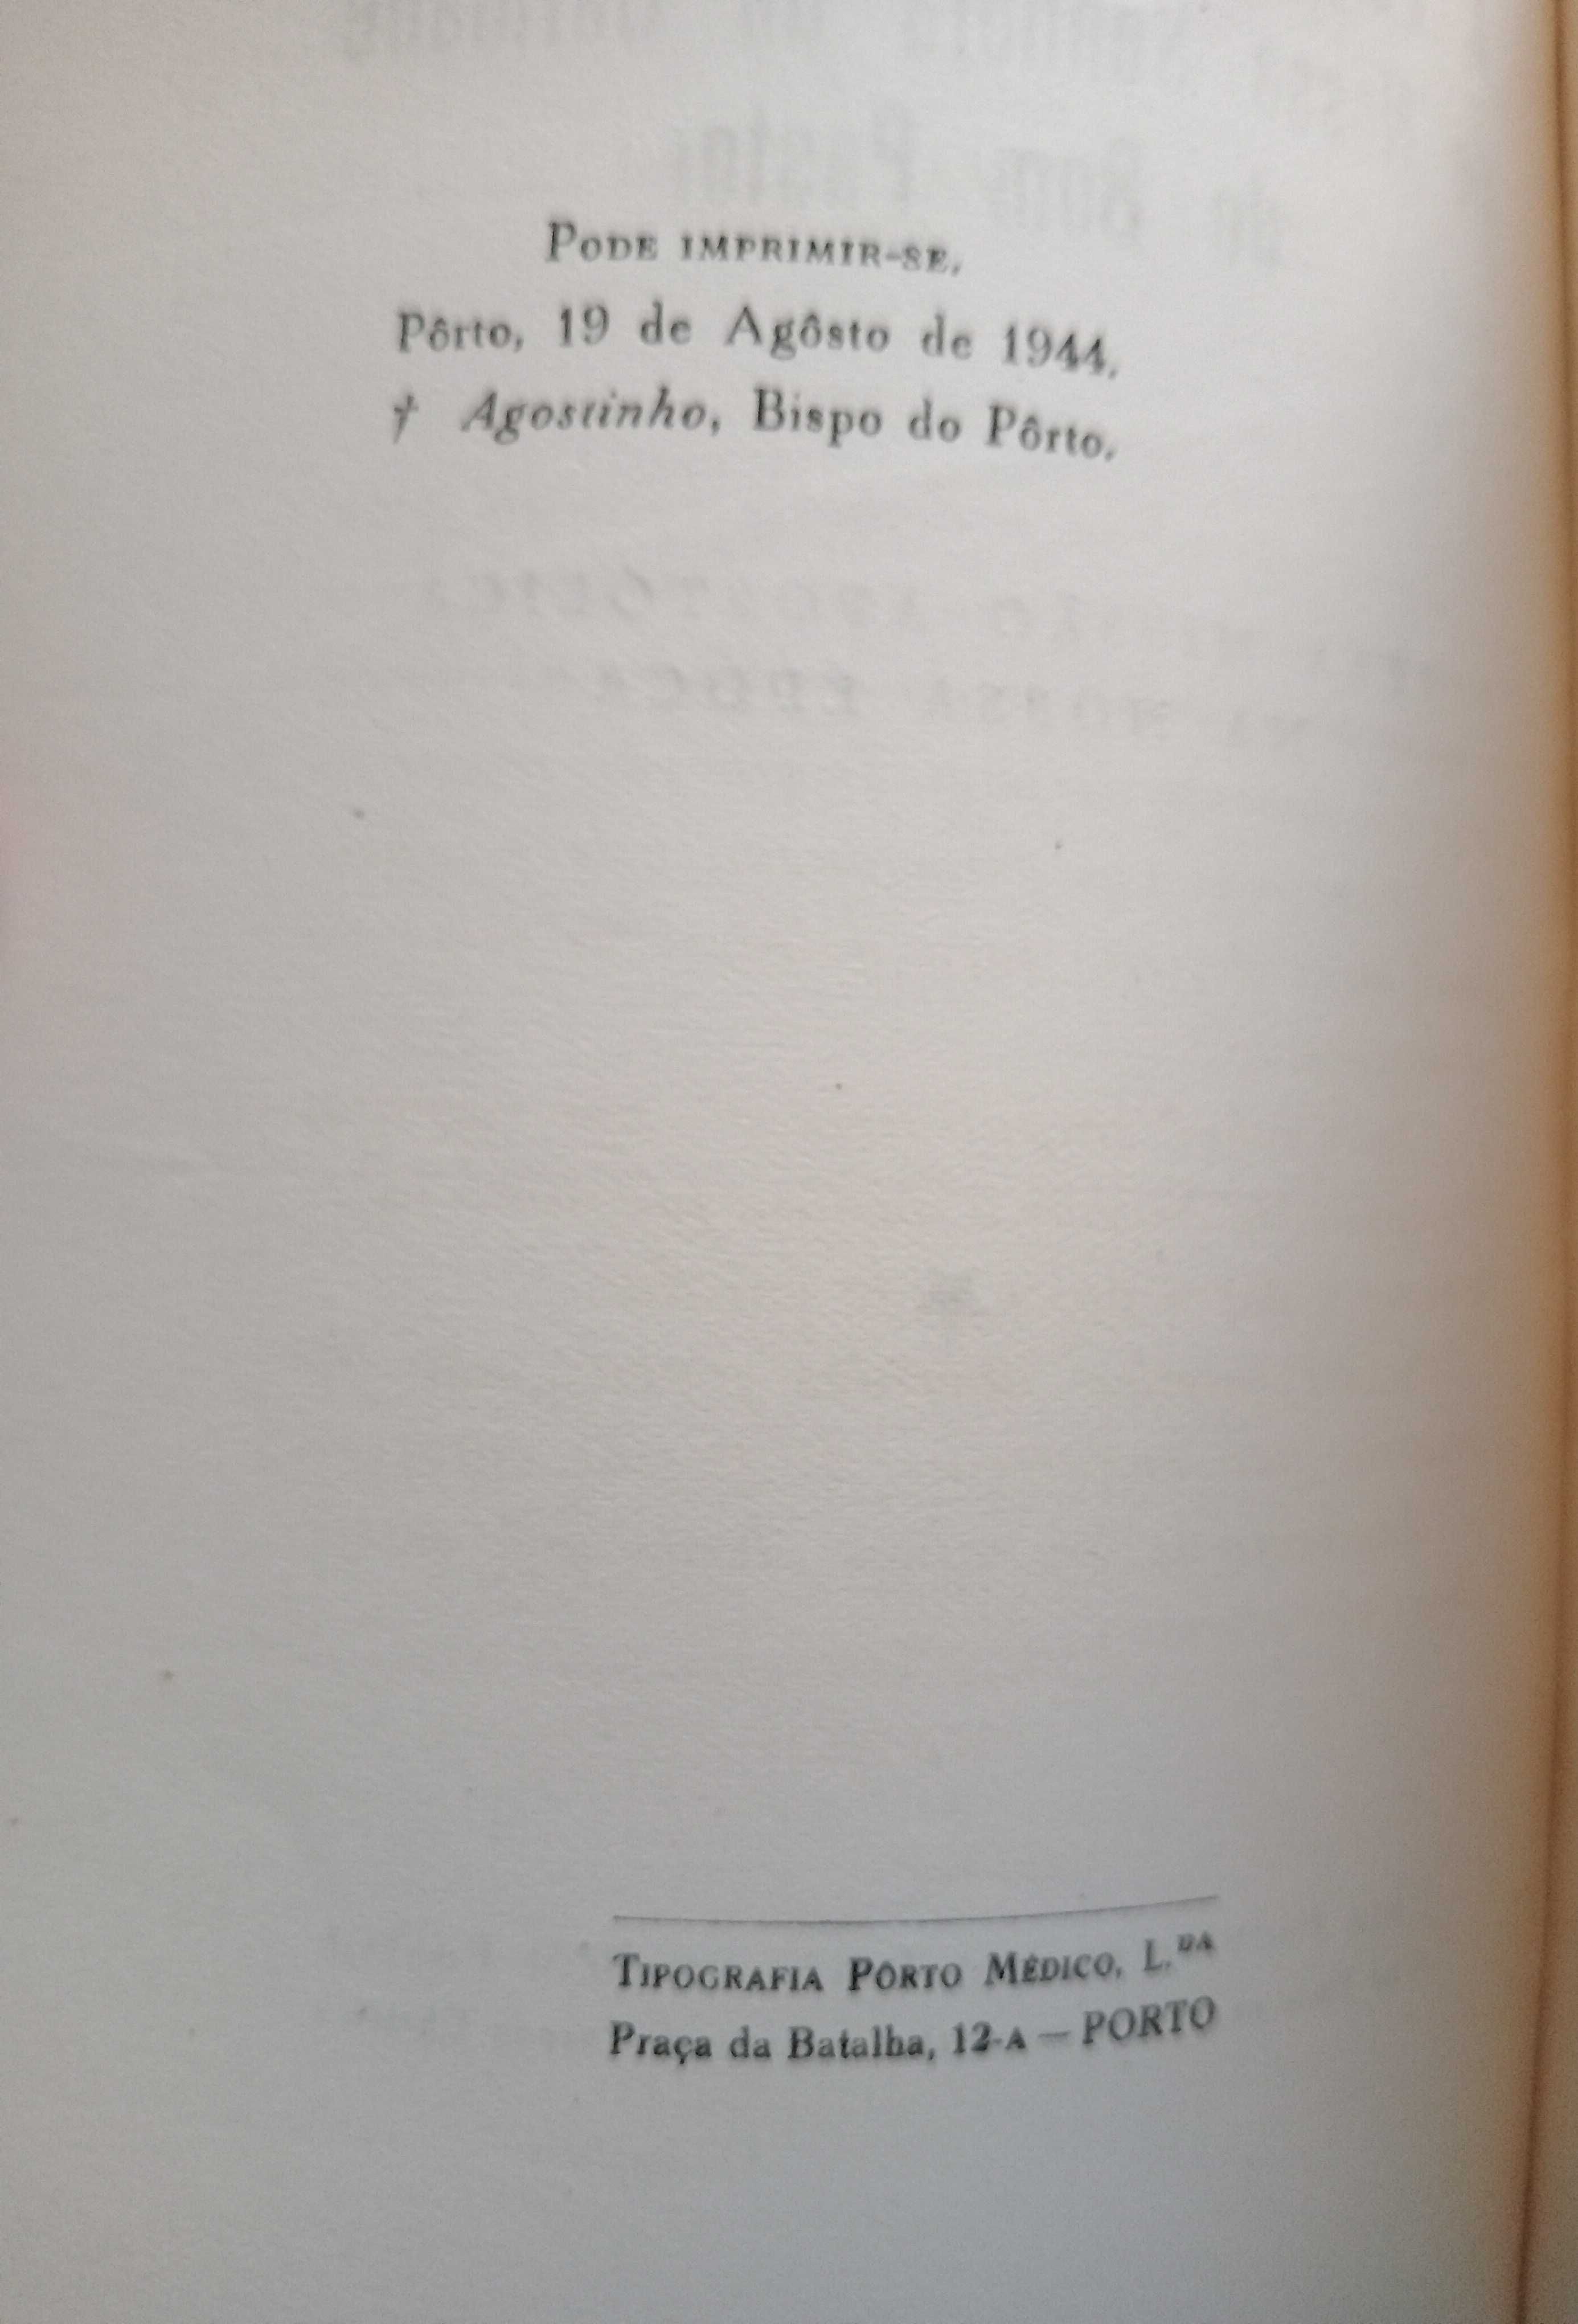 Pode imprimir-se,
Pôrto, 19 de Agôsto de 1944.
† Agostinho, Bispo do Pôrto.
Tipografia Pôrto Médico, L.da
Praça da Batalha, 12-A — PORTO